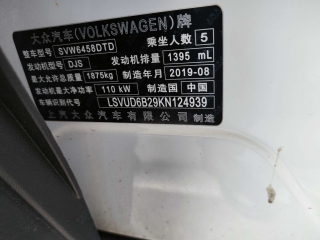 大众汽车(VOLKSWAGEN)牌
整车型号 SVW6458DTD 乘坐人数 5
发动机型号 DJS 发动机排量 1395 mL
最大允许总质量 1875kg 制造年月 2019-08
发动机最大净功率 110 kW 制造国 中国
车辆识别代号 LSVUD6B29KN124939
上汽大众汽车有限公司 制造